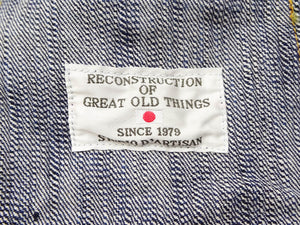 RECONSTRUCTION
OF
GREAT OLD THINGS
SINCE 1979
STUDIO D'ARTISAN